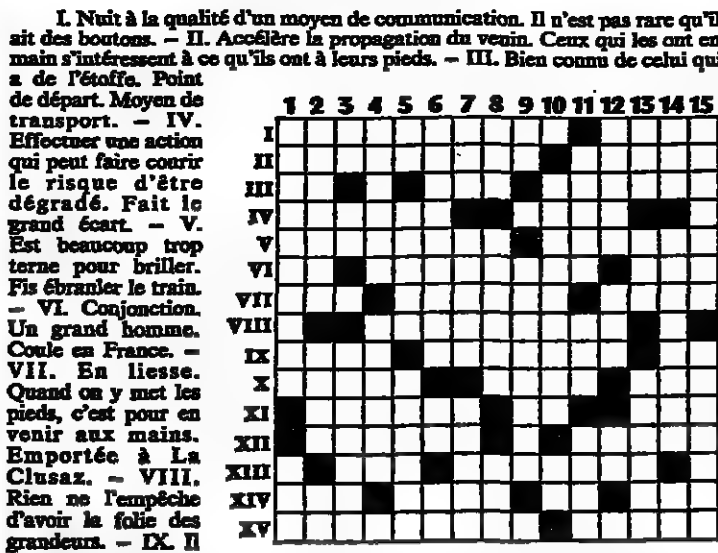 I. Nuit à la qualité d'un moyen de communication. Il n'est pas rare qu'il
ait des boutons. – II. Accélère la propagation du venin. Ceux qui les ont en
main s'intéressent à ce qu'ils ont à leurs pieds. – III. Bien connu de celui qui
a de l'étoffe. Point
de départ. Moyen de
transport. – IV.
Effectuer une action
qui peut faire courir
le risque d'être
dégradé. Fait le
grand écart. – V.
Est beaucoup trop
terne pour briller.
Fis ébranler le train.
– VI. Conjonction.
Un grand homme.
Coule en France. –
VII. En liesse.
Quand on y met les
pieds, c'est pour en
venir aux mains.
Emportée à La
Clusaz. – VIII.
Rien ne l'empêche
d'avoir la folie des
grandeurs. – IX. Il
1 2 3 4 5 6 7 8 9 10 11 12 13 14 15
I
II
III
IV
V
VI
VII
VIII
IX
X
XI
XII
XIII
XIV
XV